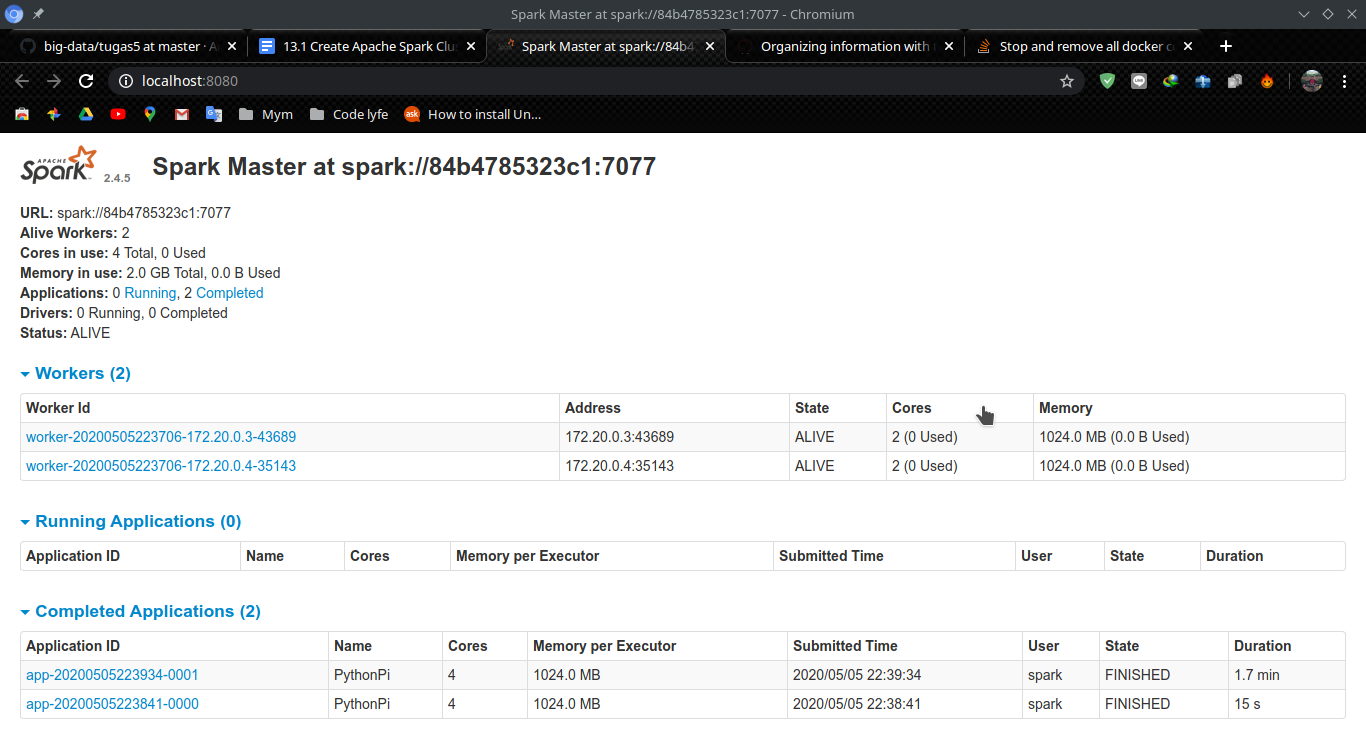 Spark Master at spark://84b4785323c1:7077 - Chromium
big-data/tugas5 at master · A
13.1 Create Apache Spark Clu
Spark Master at spark://84b4
Organizing information with
Stop and remove all docker c
localhost:8080
Mym
Code lyfe
ask
How to install Un...
APACHE
Spark
2.4.5
Spark Master at spark://84b4785323c1:7077
URL: spark://84b4785323c1:7077
Alive Workers: 2
Cores in use: 4 Total, 0 Used
Memory in use: 2.0 GB Total, 0.0 B Used
Applications: 0 Running, 2 Completed
Drivers: 0 Running, 0 Completed
Status: ALIVE
Workers (2)
Worker Id Address State Cores Memory
worker-20200505223706-172.20.0.3-43689 172.20.0.3:43689 ALIVE 2 (0 Used) 1024.0 MB (0.0 B Used)
worker-20200505223706-172.20.0.4-35143 172.20.0.4:35143 ALIVE 2 (0 Used) 1024.0 MB (0.0 B Used)
Running Applications (0)
Application ID Name Cores Memory per Executor Submitted Time User State Duration
Completed Applications (2)
Application ID Name Cores Memory per Executor Submitted Time User State Duration
app-20200505223934-0001 PythonPi 4 1024.0 MB 2020/05/05 22:39:34 spark FINISHED 1.7 min
app-20200505223841-0000 PythonPi 4 1024.0 MB 2020/05/05 22:38:41 spark FINISHED 15 s